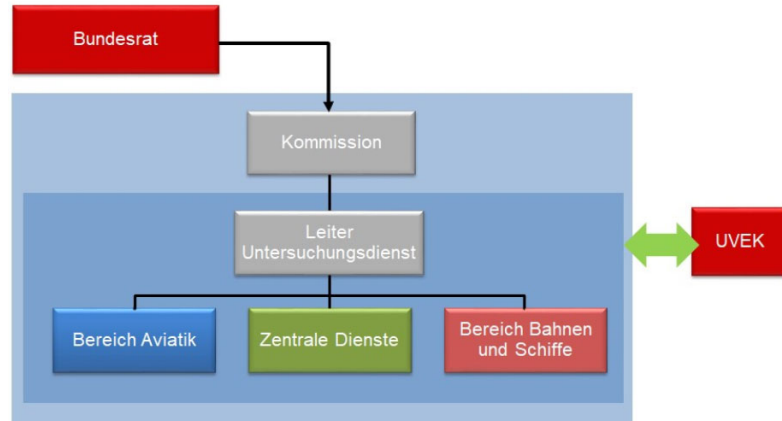 Bundesrat
Kommission
Leiter
Untersuchungsdienst
UVEK
Bereich Aviatik
Zentrale Dienste
Bereich Bahnen
und Schiffe